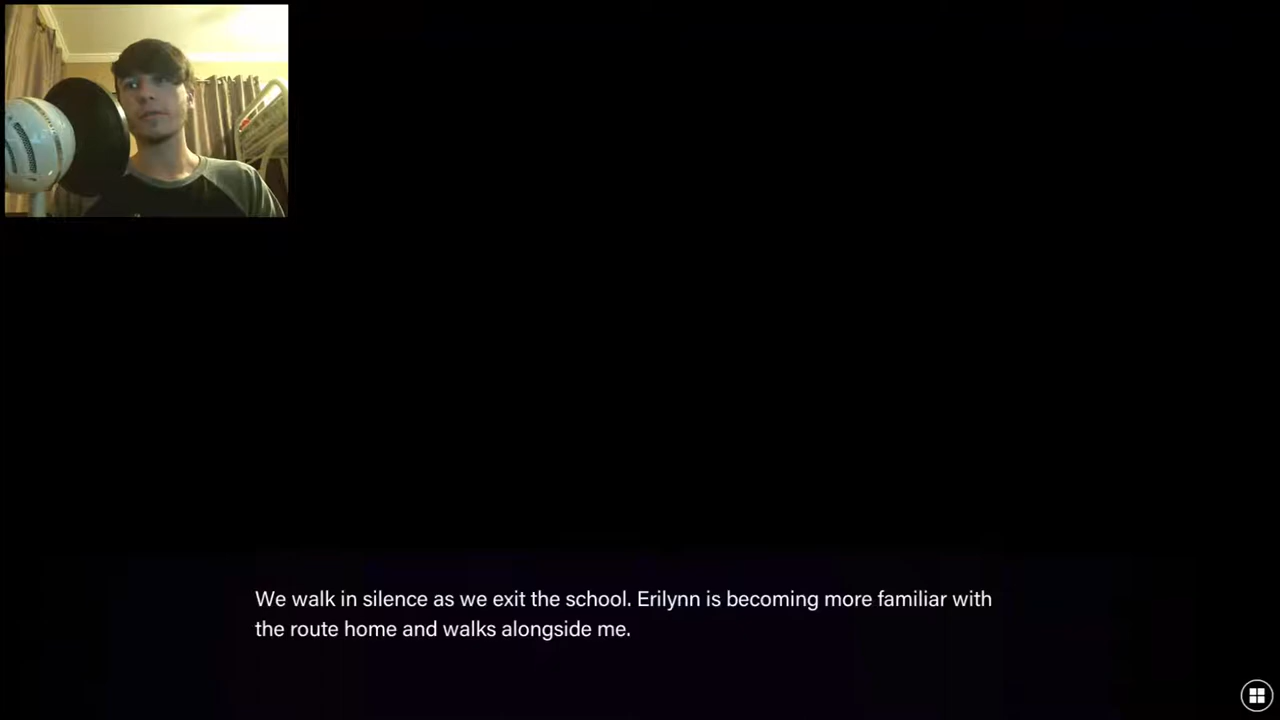 We walk in silence as we exit the school. Erilynn is becoming more familiar with
the route home and walks alongside me.